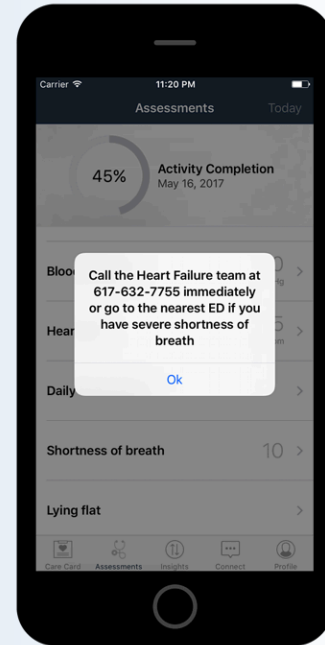 Carrier 11:20 PM
Assessments Today
45%
Activity Completion
May 16, 2017
Call the Heart Failure team at
617-632-7755 immediately
or go to the nearest ED if you
have severe shortness of
breath
Ok
Daily
Shortness of breath 10
Lying flat
Care Card Assessments Insights Connect Profile